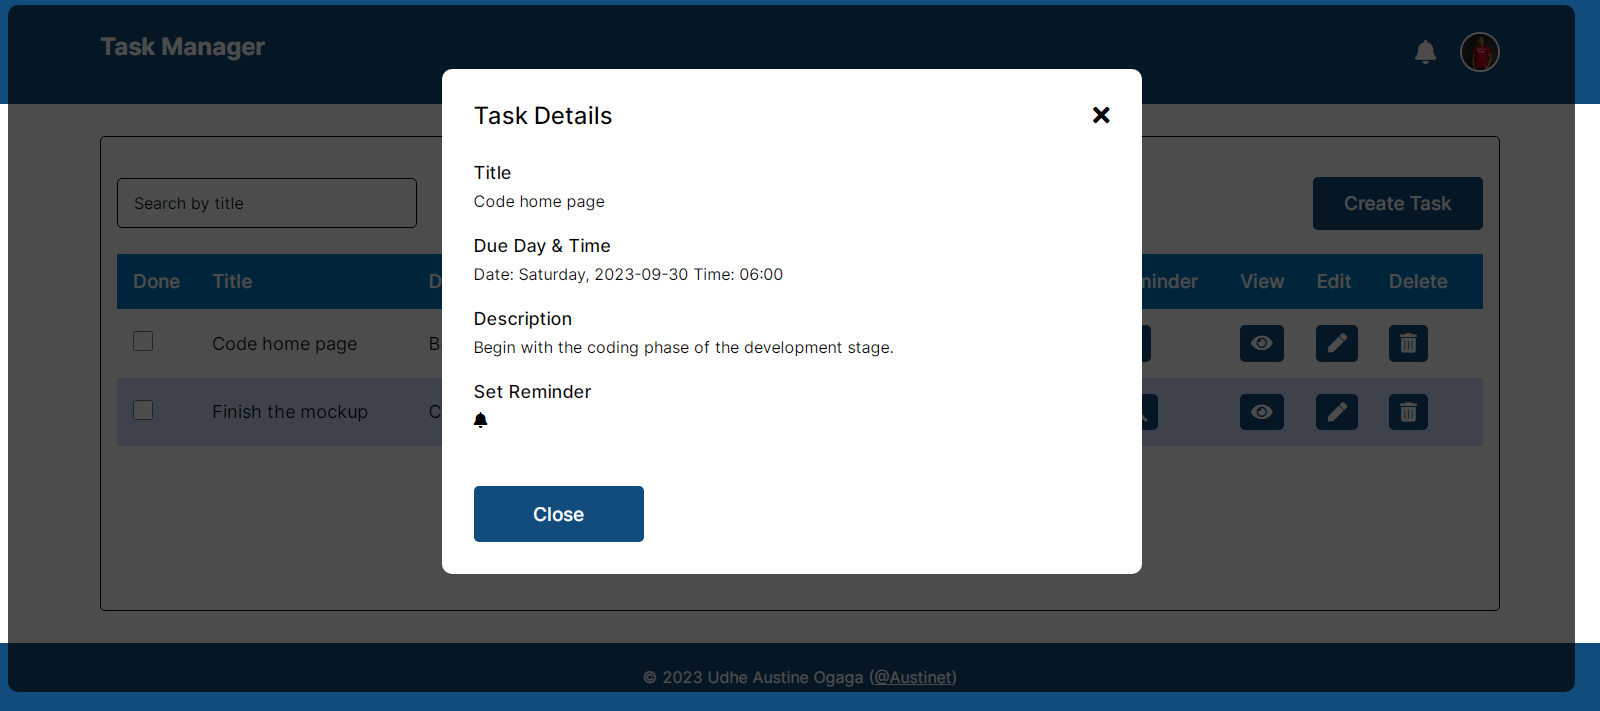 Task Manager
Task Details
Title
Code home page
Due Day & Time
Date: Saturday, 2023-09-30 Time: 06:00
Description
Begin with the coding phase of the development stage.
Set Reminder
Close
Search by title
Create Task
Done Title D minder View Edit Delete
Code home page B
Finish the mockup C
© 2023 Udhe Austine Ogaga (@Austinet)